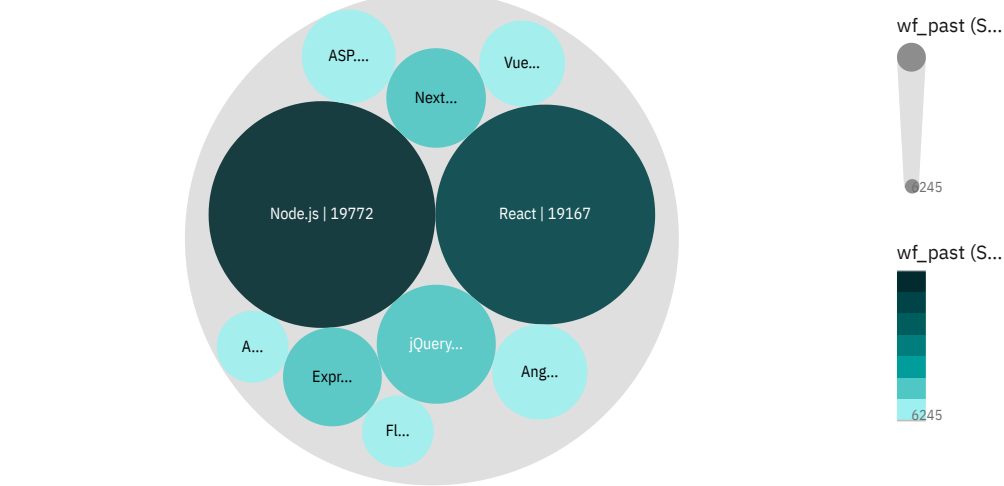 ASP....
Next...
Vue...
Node.js | 19772
React | 19167
A...
Expr...
jQuery...
Ang...
Fl...
wf_past (S...
6245
wf_past (S...
6245